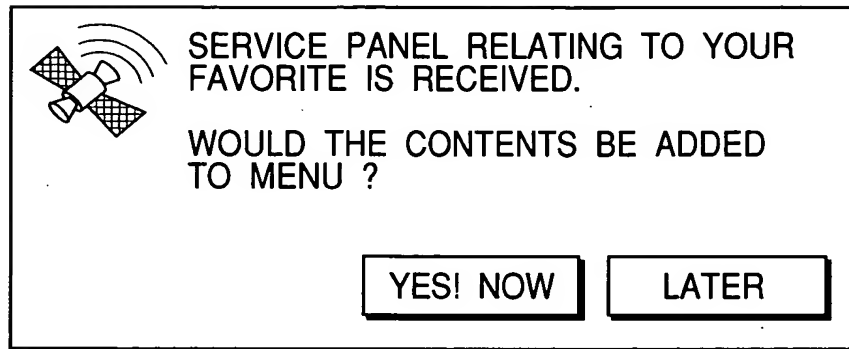 SERVICE PANEL RELATING TO YOUR
FAVORITE IS RECEIVED.
WOULD THE CONTENTS BE ADDED
TO MENU ?
YES! NOW
LATER